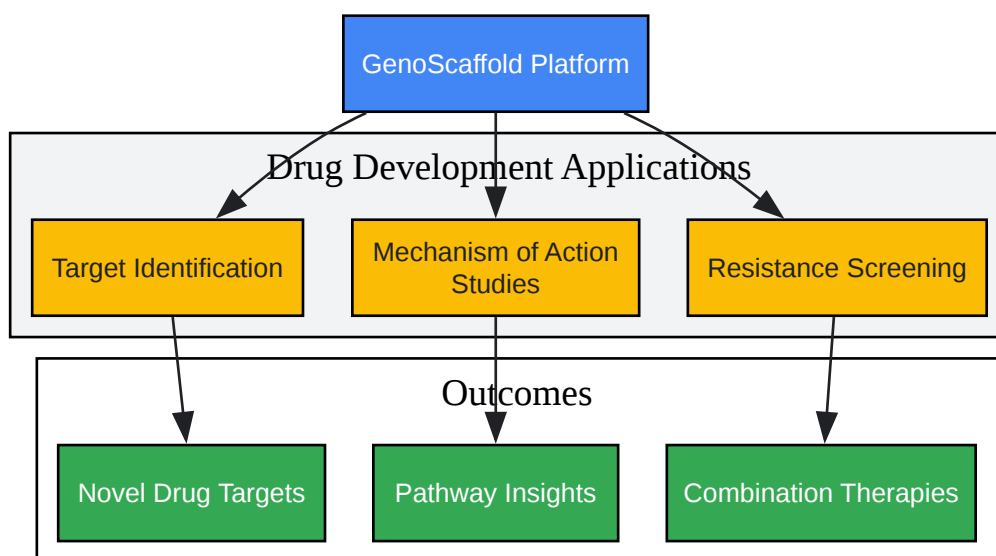 GenoScaffold Platform
Drug Development Applications
Target Identification
Mechanism of Action
Studies
Resistance Screening
Outcomes
Novel Drug Targets
Pathway Insights
Combination Therapies